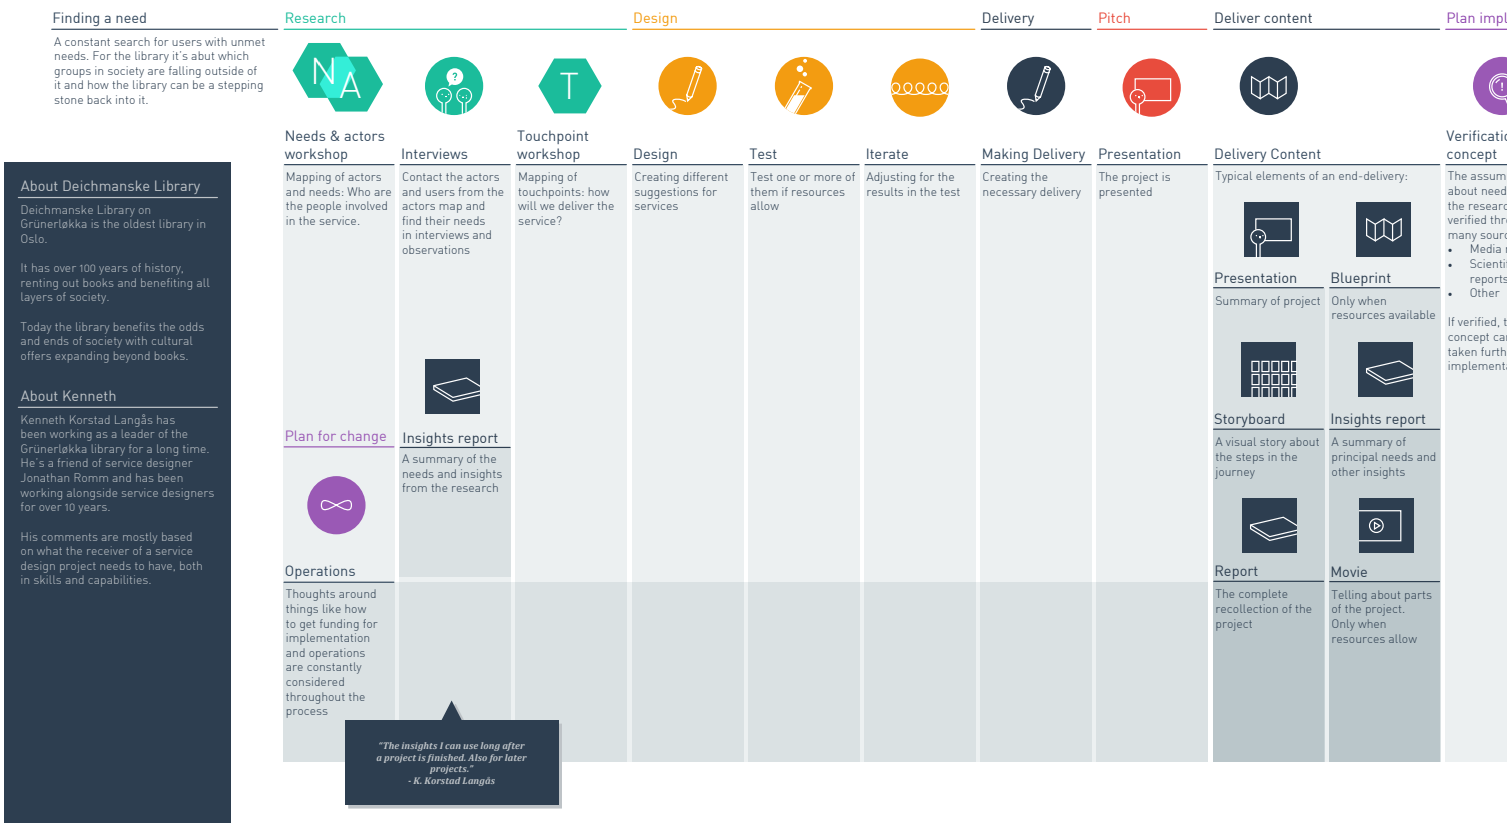 Finding a need
A constant search for users with unmet
needs. For the library it's abut which
groups in society are falling outside of
it and how the library can be a stepping
stone back into it.
About Deichmanske Library
Deichmanske Library on
Grünerløkka is the oldest library in
Oslo.
It has over 100 years of history,
renting out books and benefiting all
layers of society.
Today the library benefits the odds
and ends of society with cultural
offers expanding beyond books.
About Kenneth
Kenneth Korstad Langås has
been working as a leader of the
Grünerløkka library for a long time.
He's a friend of service designer
Jonathan Romm and has been
working alongside service designers
for over 10 years.
His comments are mostly based
on what the receiver of a service
design project needs to have, both
in skills and capabilities.
Research
N
A
?
T
Needs & actors
workshop
Mapping of actors
and needs: Who are
the people involved
in the service.
Plan for change
Operations
Thoughts around
things like how
to get funding for
implementation
and operations
are constantly
considered
throughout the
process
Interviews
Contact the actors
and users from the
actors map and
find their needs
in interviews and
observations
Insights report
A summary of the
needs and insights
from the research
"The insights I can use long after
a project is finished. Also for later
projects."
- K. Korstad Langås
Touchpoint
workshop
Mapping of
touchpoints: how
will we deliver the
service?
Design
Design
Creating different
suggestions for
services
Test
Test one or more of
them if resources
allow
Iterate
Adjusting for the
results in the test
Delivery
Making Delivery
Creating the
necessary delivery
Pitch
Presentation
The project is
presented
Deliver content
Delivery Content
Typical elements of an end-delivery:
Presentation
Summary of project
Blueprint
Only when
resources available
Storyboard
A visual story about
the steps in the
journey
Insights report
A summary of
principal needs and
other insights
Report
The complete
recollection of the
project
Movie
Telling about parts
of the project.
Only when
resources allow
Plan impl
!
Verificatio
concept
The assum
about need
the researc
verified thro
many sourc
• Media r
• Scientif
reports
• Other
If verified, t
concept car
taken furth
implementa